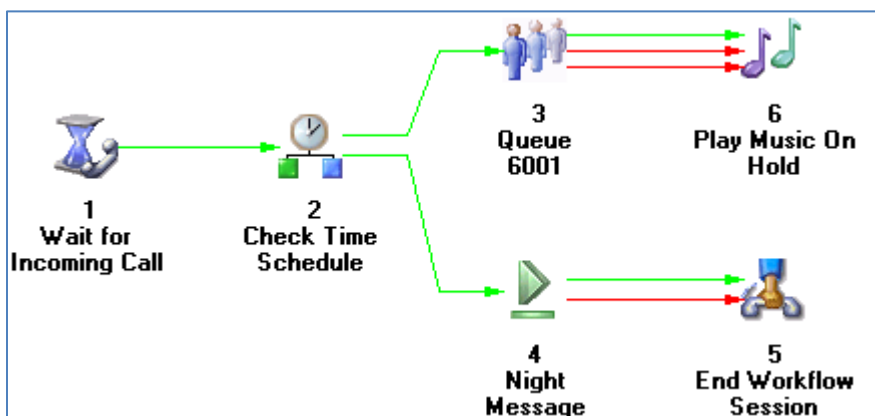 1
Wait for
Incoming Call
2
Check Time
Schedule
3
Queue
6001
6
Play Music On
Hold
4
Night
Message
5
End Workflow
Session